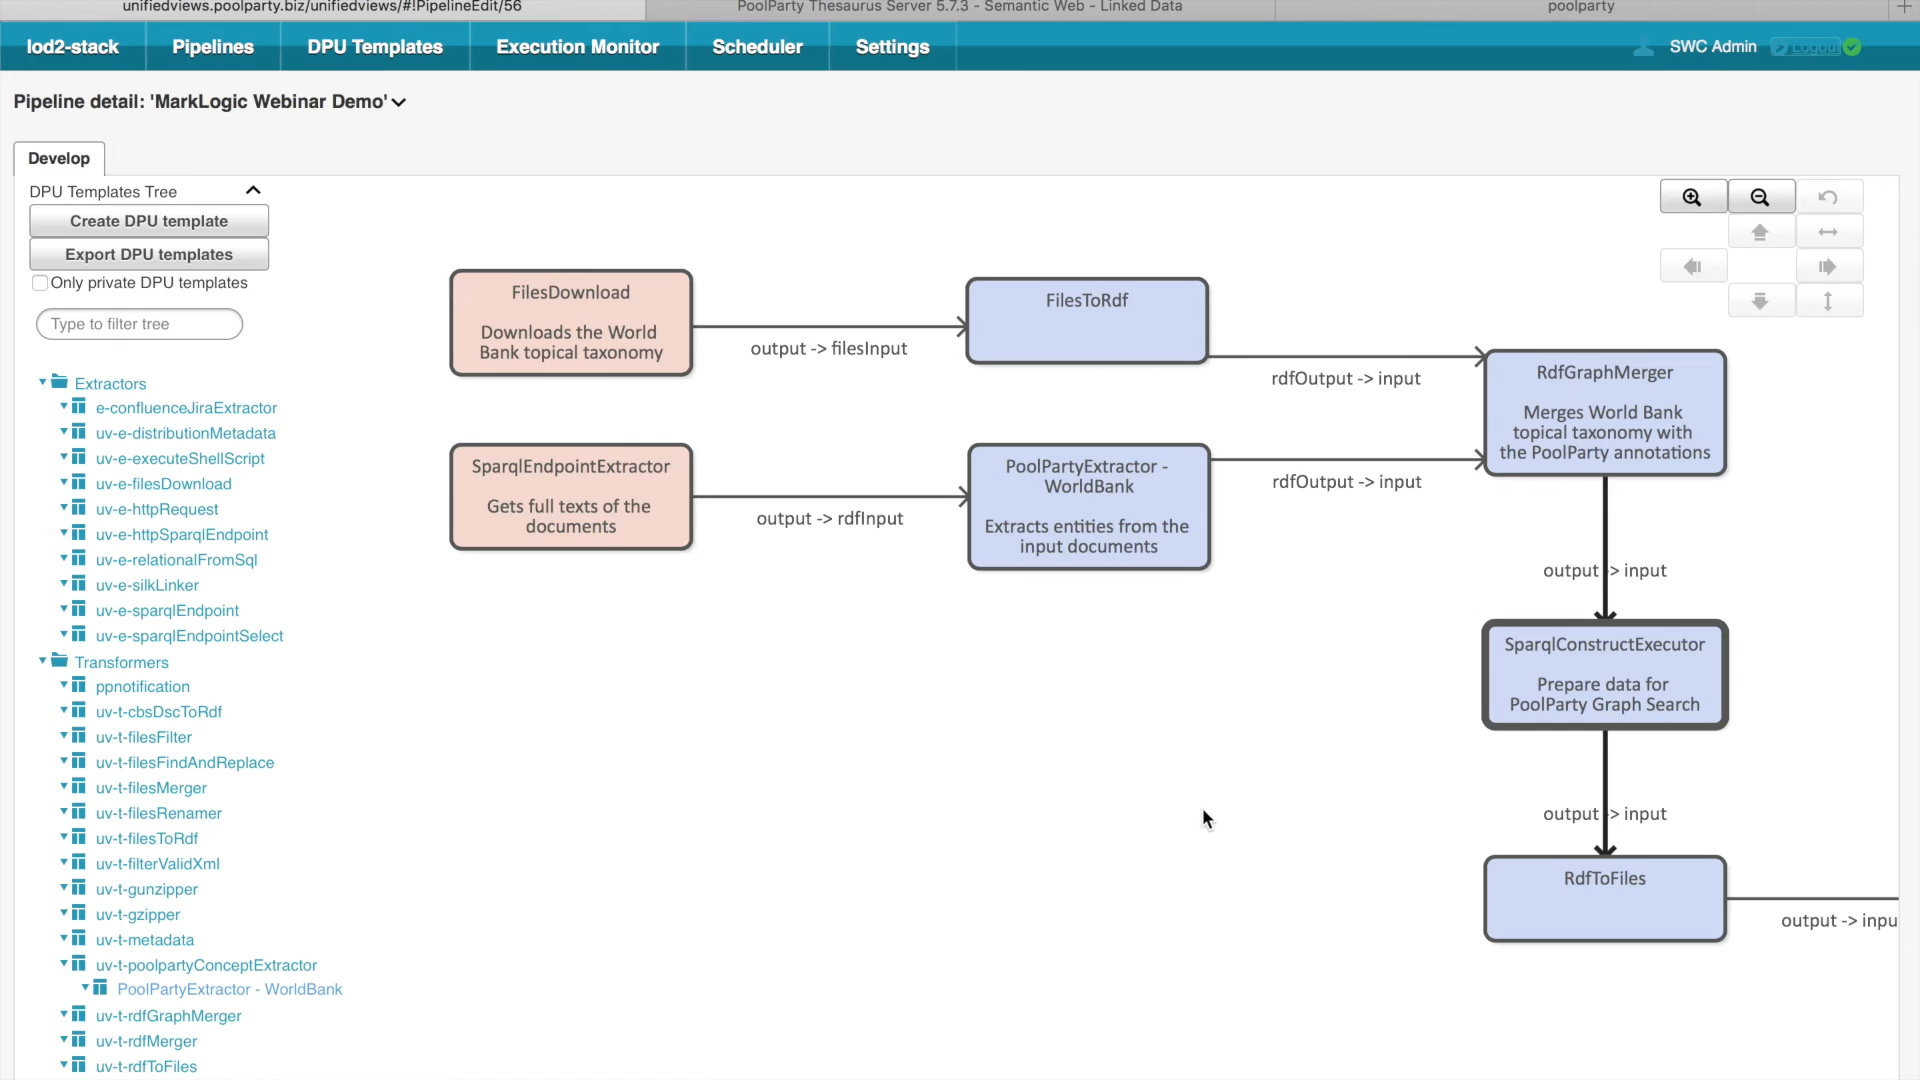 unifiedviews.poolparty.biz/unifiedviews/#!PipelineEdit/56
PoolParty Thesaurus Server 5.7.3 - Semantic Web - Linked Data
poolparty
lod2-stack
Pipelines
DPU Templates
Execution Monitor
Scheduler
Settings
SWC Admin
Logout
Pipeline detail: 'MarkLogic Webinar Demo'
Develop
DPU Templates Tree
Create DPU template
Export DPU templates
Only private DPU templates
Type to filter tree
Extractors
e-confluenceJiraExtractor
uv-e-distributionMetadata
uv-e-executeShellScript
uv-e-filesDownload
uv-e-httpRequest
uv-e-httpSparqlEndpoint
uv-e-relationalFromSql
uv-e-silkLinker
uv-e-sparqlEndpoint
uv-e-sparqlEndpointSelect
Transformers
ppnotification
uv-t-cbsDscToRdf
uv-t-filesFilter
uv-t-filesFindAndReplace
uv-t-filesMerger
uv-t-filesRenamer
uv-t-filesToRdf
uv-t-filterValidXml
uv-t-gunzipper
uv-t-gzipper
uv-t-metadata
uv-t-poolpartyConceptExtractor
PoolPartyExtractor - WorldBank
uv-t-rdfGraphMerger
uv-t-rdfMerger
uv-t-rdfToFiles
FilesDownload
Downloads the World
Bank topical taxonomy
output -> filesInput
FilesToRdf
rdfOutput -> input
SparqlEndpointExtractor
Gets full texts of the
documents
output -> rdfInput
PoolPartyExtractor -
WorldBank
Extracts entities from the
input documents
rdfOutput -> input
RdfGraphMerger
Merges World Bank
topical taxonomy with
the PoolParty annotations
output -> input
SparqlConstructExecutor
Prepare data for
PoolParty Graph Search
output -> input
RdfToFiles
output -> inpu